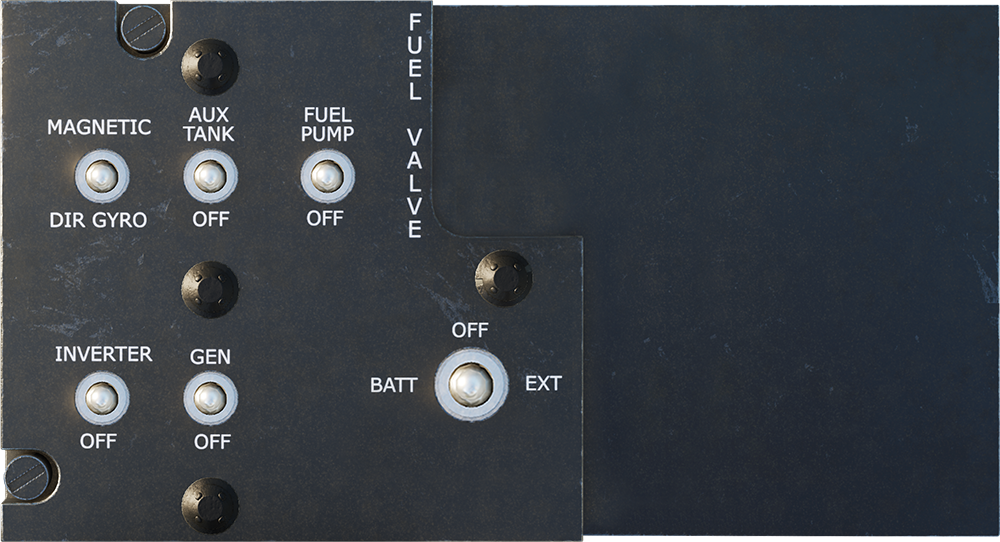 FUEL VALVE
MAGNETIC
DIR GYRO
AUX
TANK
OFF
FUEL
PUMP
OFF
INVERTER
OFF
GEN
OFF
OFF
BATT
EXT